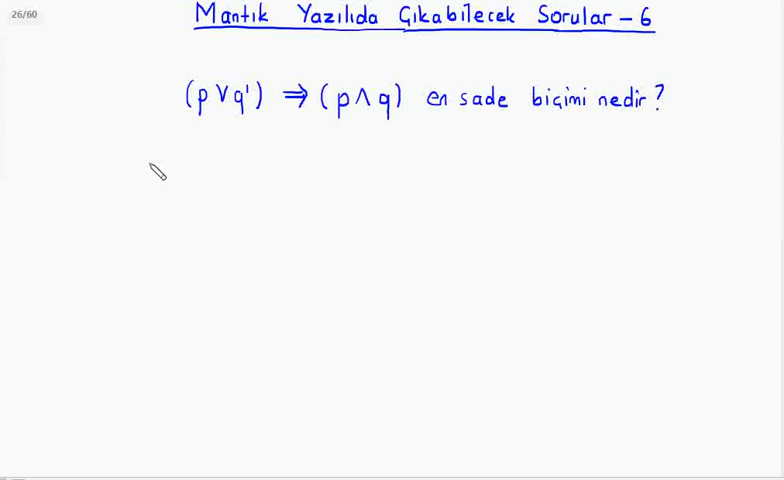 26/60
Mantık Yazılıda Çıkabilecek Sorular - 6
(p ∨ q') ⇒ (p ∧ q) en sade biçimi nedir?